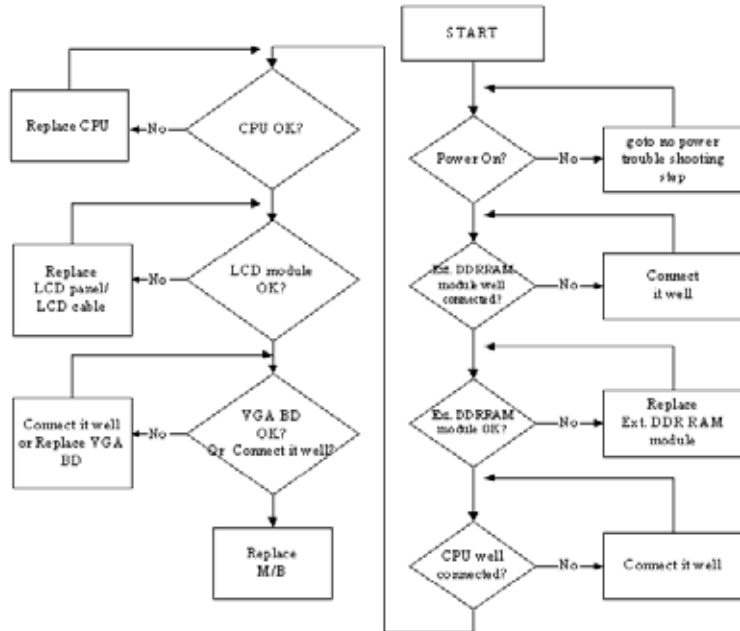 START
Power On?
No
goto no power
trouble shooting
step
Ext. DDRRAM
module well
connected?
No
Connect
it well
Ext. DDRRAM
module OK?
No
Replace
Ext. DDR RAM
module
CPU well
connected?
No
Connect it well
CPU OK?
No
Replace CPU
LCD module
OK?
No
Replace
LCD panel/
LCD cable
VGA BD
OK?
Or Connect it well?
No
Connect it well
or Replace VGA
BD
Replace
M/B